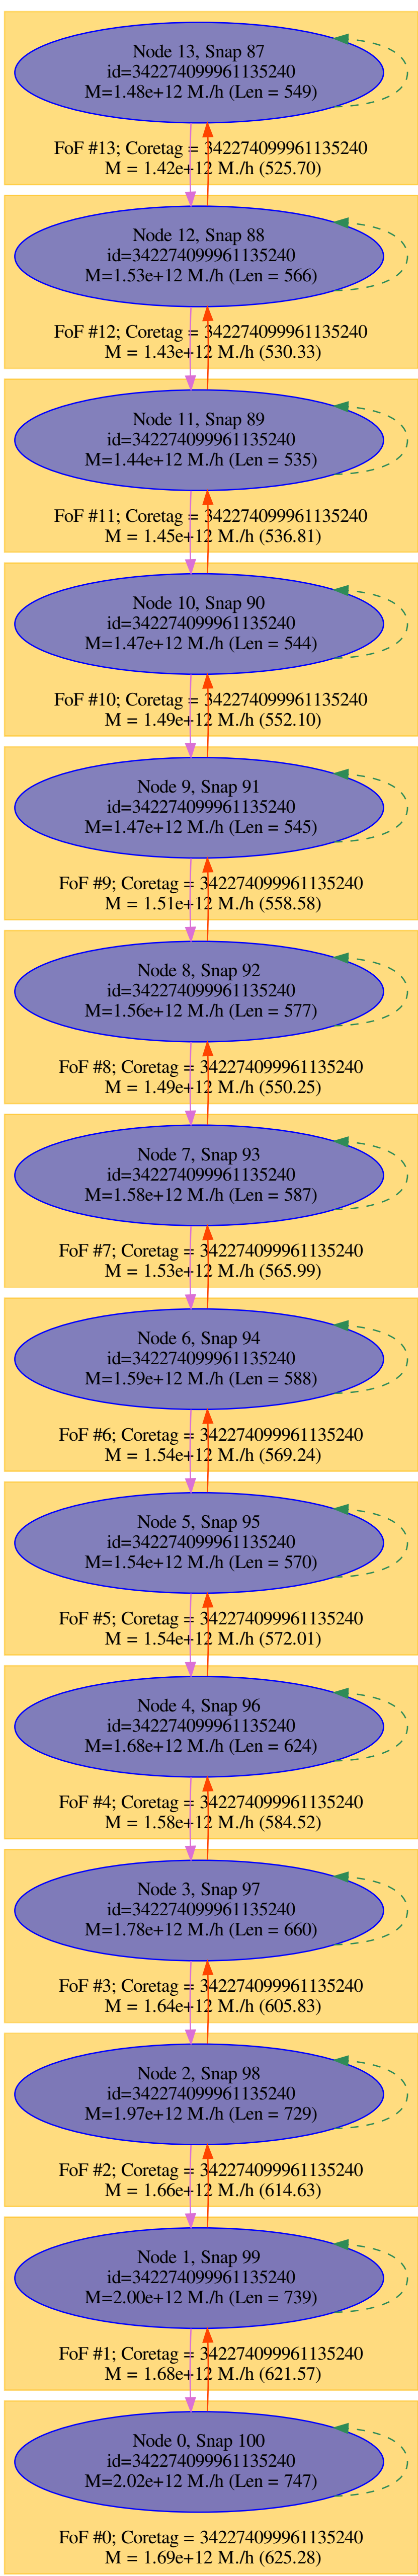 Node 13, Snap 87
id=342274099961135240
M=1.48e+12 M./h (Len = 549)
FoF #13; Coretag = 342274099961135240
M = 1.42e+12 M./h (525.70)
Node 12, Snap 88
id=342274099961135240
M=1.53e+12 M./h (Len = 566)
FoF #12; Coretag = 342274099961135240
M = 1.43e+12 M./h (530.33)
Node 11, Snap 89
id=342274099961135240
M=1.44e+12 M./h (Len = 535)
FoF #11; Coretag = 342274099961135240
M = 1.45e+12 M./h (536.81)
Node 10, Snap 90
id=342274099961135240
M=1.47e+12 M./h (Len = 544)
FoF #10; Coretag = 342274099961135240
M = 1.49e+12 M./h (552.10)
Node 9, Snap 91
id=342274099961135240
M=1.47e+12 M./h (Len = 545)
FoF #9; Coretag = 342274099961135240
M = 1.51e+12 M./h (558.58)
Node 8, Snap 92
id=342274099961135240
M=1.56e+12 M./h (Len = 577)
FoF #8; Coretag = 342274099961135240
M = 1.49e+12 M./h (550.25)
Node 7, Snap 93
id=342274099961135240
M=1.58e+12 M./h (Len = 587)
FoF #7; Coretag = 342274099961135240
M = 1.53e+12 M./h (565.99)
Node 6, Snap 94
id=342274099961135240
M=1.59e+12 M./h (Len = 588)
FoF #6; Coretag = 342274099961135240
M = 1.54e+12 M./h (569.24)
Node 5, Snap 95
id=342274099961135240
M=1.54e+12 M./h (Len = 570)
FoF #5; Coretag = 342274099961135240
M = 1.54e+12 M./h (572.01)
Node 4, Snap 96
id=342274099961135240
M=1.68e+12 M./h (Len = 624)
FoF #4; Coretag = 342274099961135240
M = 1.58e+12 M./h (584.52)
Node 3, Snap 97
id=342274099961135240
M=1.78e+12 M./h (Len = 660)
FoF #3; Coretag = 342274099961135240
M = 1.64e+12 M./h (605.83)
Node 2, Snap 98
id=342274099961135240
M=1.97e+12 M./h (Len = 729)
FoF #2; Coretag = 342274099961135240
M = 1.66e+12 M./h (614.63)
Node 1, Snap 99
id=342274099961135240
M=2.00e+12 M./h (Len = 739)
FoF #1; Coretag = 342274099961135240
M = 1.68e+12 M./h (621.57)
Node 0, Snap 100
id=342274099961135240
M=2.02e+12 M./h (Len = 747)
FoF #0; Coretag = 342274099961135240
M = 1.69e+12 M./h (625.28)